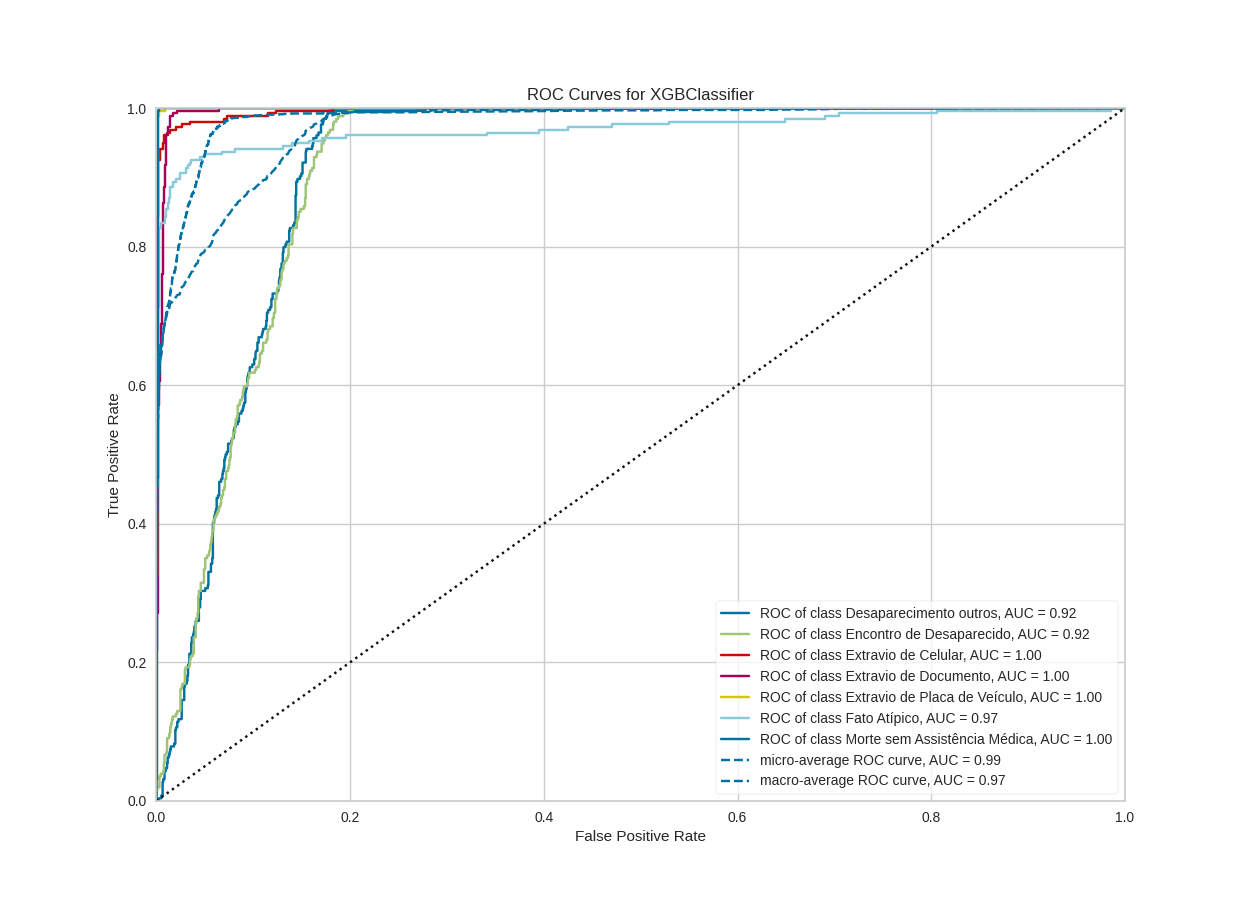 ROC Curves for XGBClassifier
1.0
0.8
0.6
0.4
0.2
0.0
True Positive Rate
0.0 0.2 0.4 0.6 0.8 1.0
False Positive Rate
ROC of class Desaparecimento outros, AUC = 0.92
ROC of class Encontro de Desaparecido, AUC = 0.92
ROC of class Extravio de Celular, AUC = 1.00
ROC of class Extravio de Documento, AUC = 1.00
ROC of class Extravio de Placa de Veículo, AUC = 1.00
ROC of class Fato Atípico, AUC = 0.97
ROC of class Morte sem Assistência Médica, AUC = 1.00
micro-average ROC curve, AUC = 0.99
macro-average ROC curve, AUC = 0.97